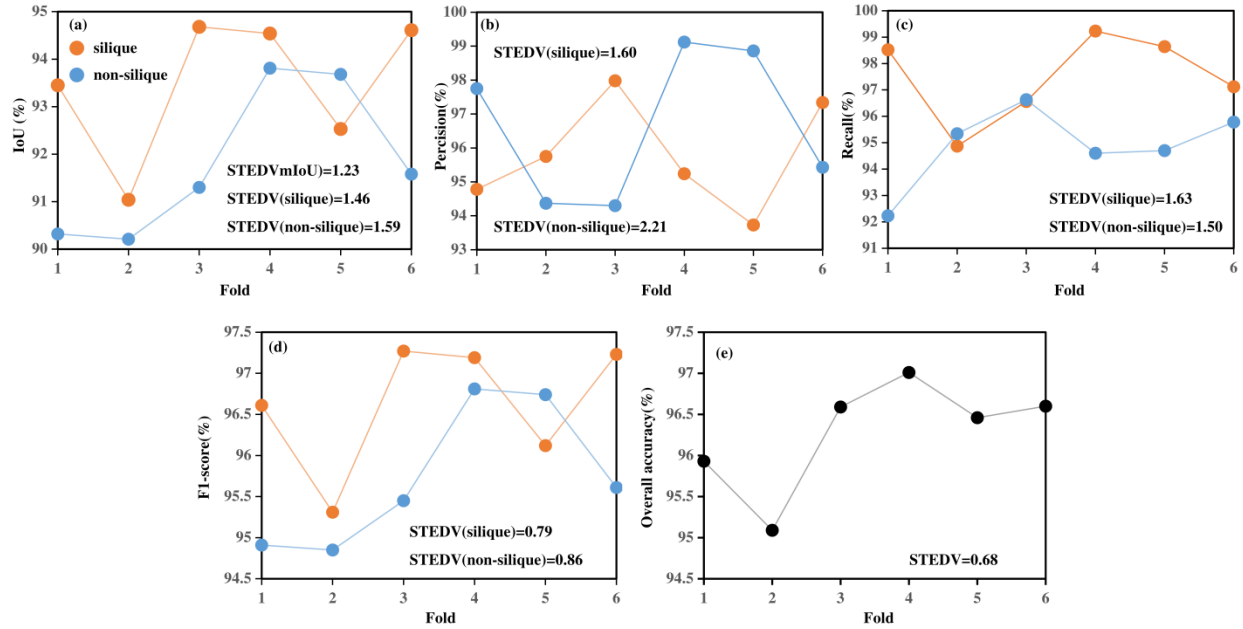 (a)
silique
non-silique
IoU (%)
95
94
93
92
91
90
STEDVmIoU)=1.23
STEDV(silique)=1.46
STEDV(non-silique)=1.59
1 2 3 4 5 6
Fold
(b)
STEDV(silique)=1.60
Percision(%)
100
99
98
97
96
95
94
93
STEDV(non-silique)=2.21
1 2 3 4 5 6
Fold
(c)
Recall(%)
100
99
98
97
96
95
94
93
92
91
STEDV(silique)=1.63
STEDV(non-silique)=1.50
1 2 3 4 5 6
Fold
(d)
F1-score(%)
97.5
97
96.5
96
95.5
95
94.5
STEDV(silique)=0.79
STEDV(non-silique)=0.86
1 2 3 4 5 6
Fold
(e)
Overall accuracy(%)
97.5
97
96.5
96
95.5
95
94.5
STEDV=0.68
1 2 3 4 5 6
Fold